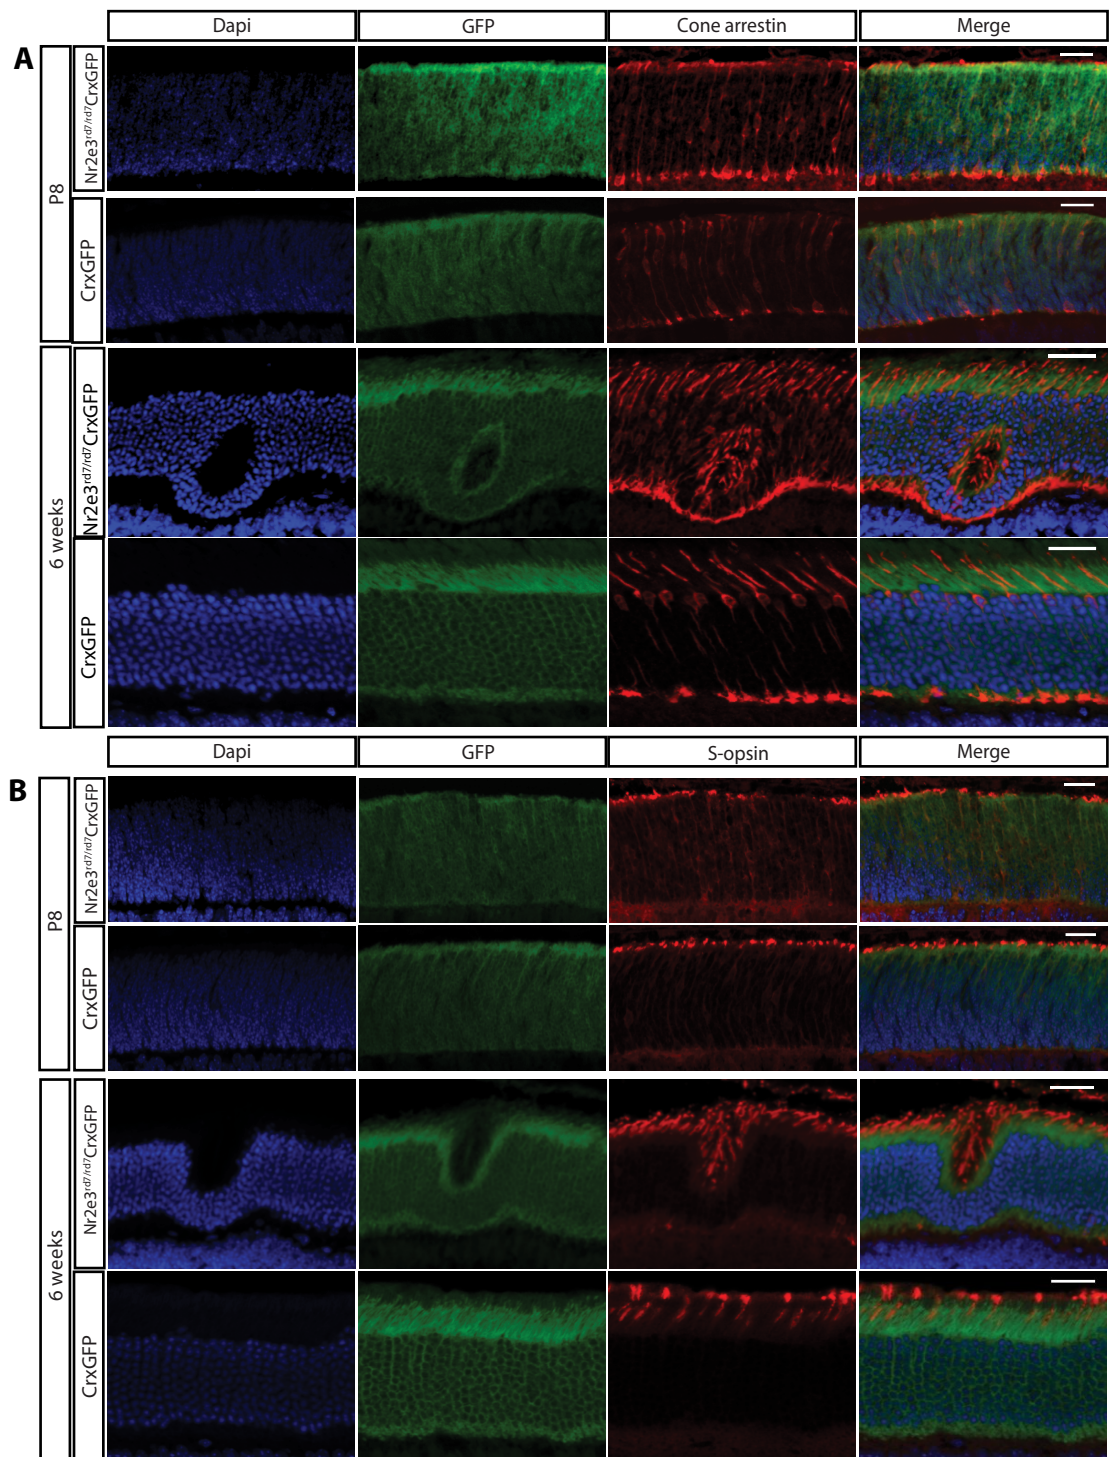 Dapi GFP Cone arrestin Merge
A
P8
Nr2e3rd7/rd7CrxGFP
CrxGFP
6 weeks
Nr2e3rd7/rd7CrxGFP
CrxGFP
Dapi GFP S-opsin Merge
B
P8
Nr2e3rd7/rd7CrxGFP
CrxGFP
6 weeks
Nr2e3rd7/rd7CrxGFP
CrxGFP